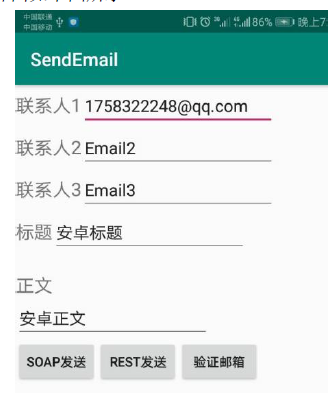 中国联通
中国移动
86% 晚上7:
SendEmail
联系人1 1758322248@qq.com
联系人2 Email2
联系人3 Email3
标题 安卓标题
正文
安卓正文
SOAP发送 REST发送 验证邮箱